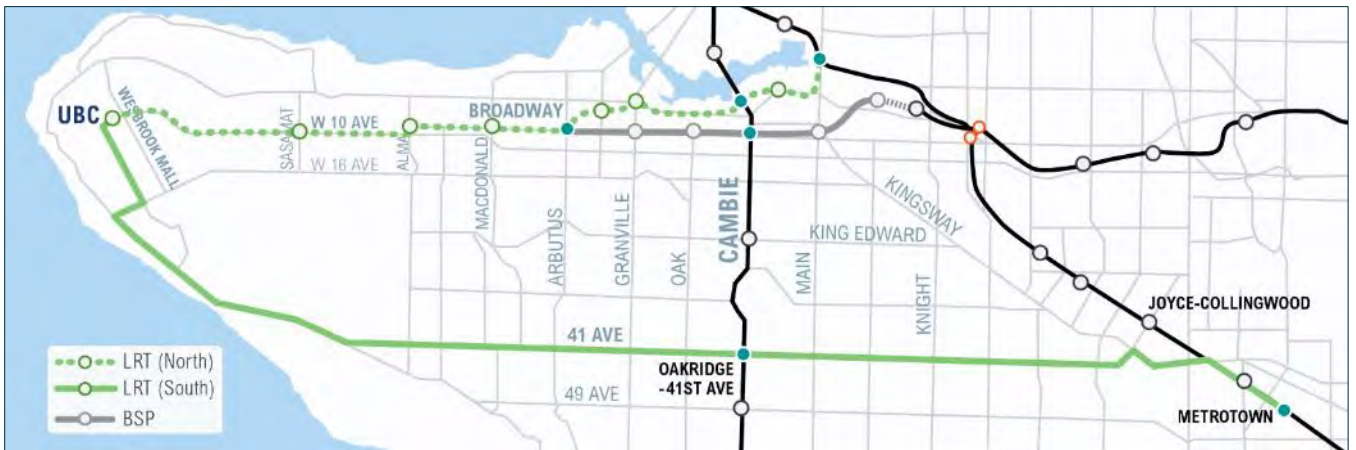 UBC
WESBROOK MALL
SASAMAT
W 10 AVE
W 16 AVE
ALMA
MACDONALD
BROADWAY
ARBUTUS
GRANVILLE
OAK
CAMBIE
MAIN
KING EDWARD
KINGSWAY
KNIGHT
JOYCE-COLLINGWOOD
41 AVE
OAKRIDGE
-41ST AVE
49 AVE
METROTOWN
LRT (North)
LRT (South)
BSP